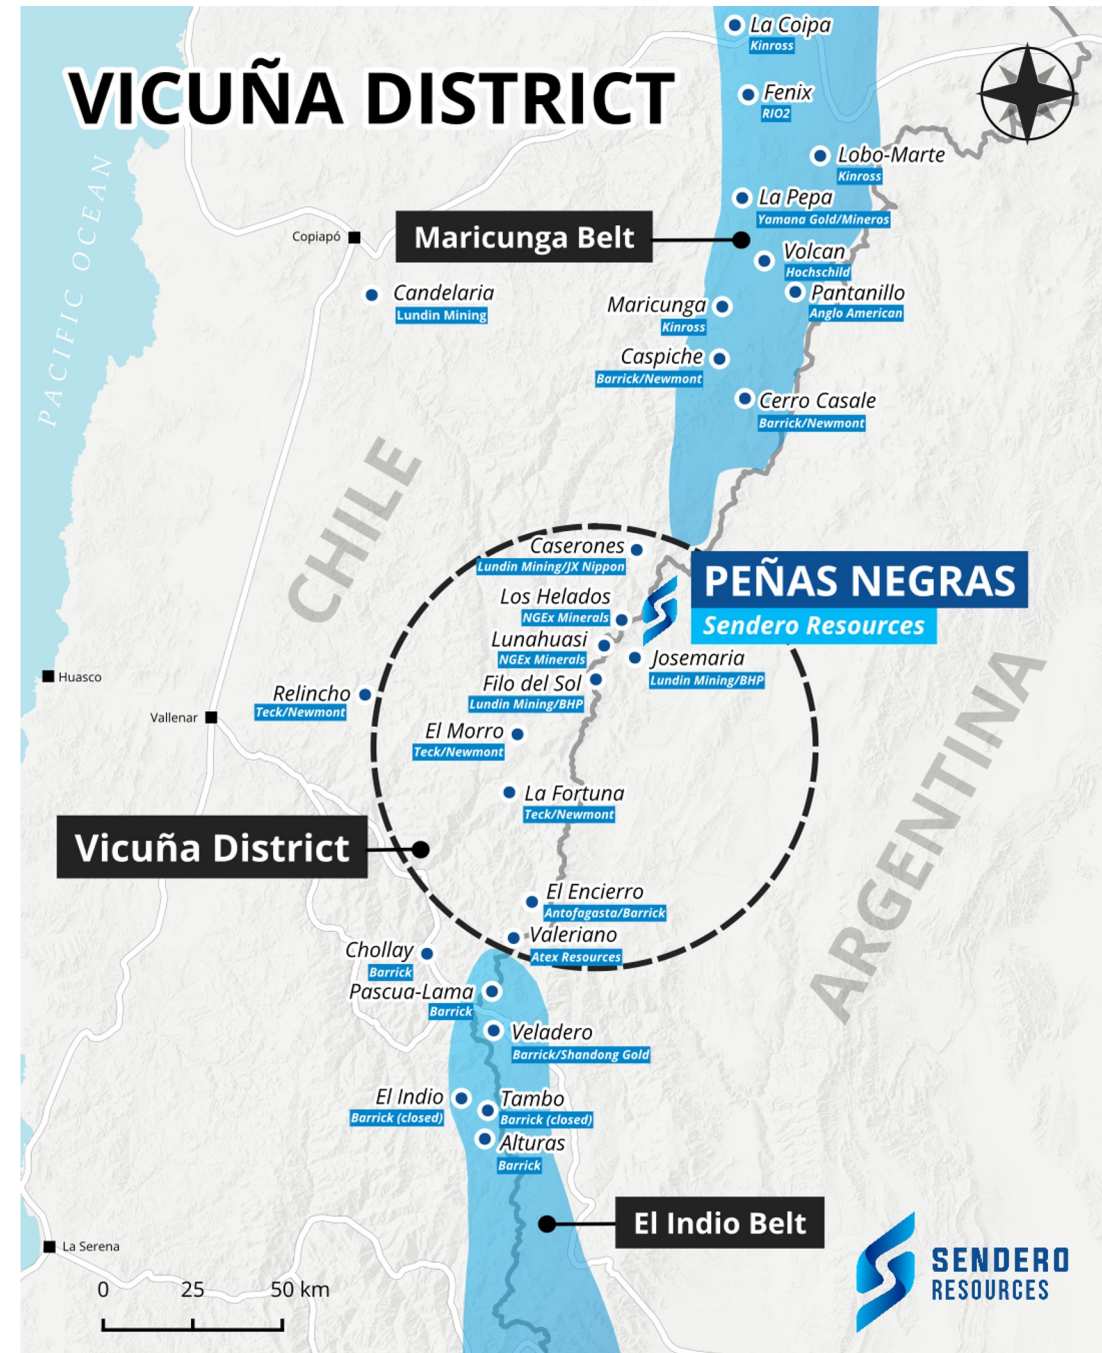 La Coipa
Kinross
VICUÑA DISTRICT
Fenix
RIO2
Lobo-Marte
Kinross
La Pepa
Yamana Gold/Mineros
PACIFIC OCEAN
Copiapó
Maricunga Belt
Volcan
Hochschild
Candelaria
Lundin Mining
Pantanillo
Anglo American
Maricunga
Kinross
Caspiche
Barrick/Newmont
Cerro Casale
Barrick/Newmont
CHILE
Caserones
Lundin Mining/JX Nippon
PEÑAS NEGRAS
Sendero Resources
Los Helados
NGEx Minerals
Lunahuasi
NGEx Minerals
Josemaria
Lundin Mining/BHP
Filo del Sol
Lundin Mining/BHP
Huasco
Relincho
Teck/Newmont
Vallenar
El Morro
Teck/Newmont
La Fortuna
Teck/Newmont
ARGENTINA
Vicuña District
El Encierro
Antofagasta/Barrick
Valeriano
Atex Resources
Chollay
Barrick
Pascua-Lama
Barrick
Veladero
Barrick/Shandong Gold
El Indio
Barrick (closed)
Tambo
Barrick (closed)
Alturas
Barrick
El Indio Belt
La Serena
SENDERO
RESOURCES
0 25 50 km